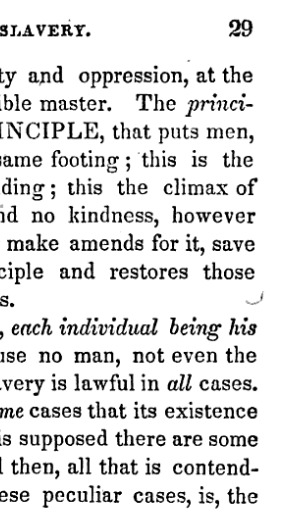 SLAVERY. 29
ty and oppression, at the
ible master. The princi-
INCIPLE, that puts men,
same footing; this is the
ding; this the climax of
nd no kindness, however
make amends for it, save
ciple and restores those
s.
, each individual being his
use no man, not even the
avery is lawful in all cases.
me cases that its existence
is supposed there are some
l then, all that is contend-
ese peculiar cases, is, the